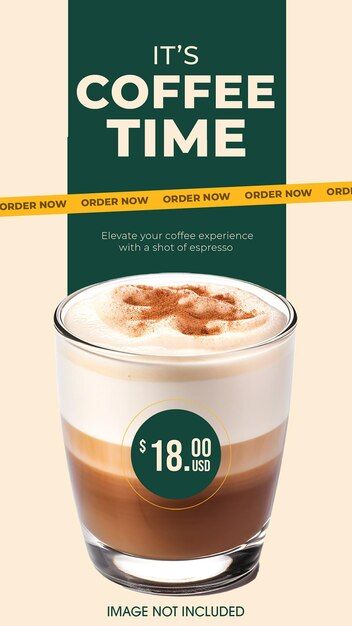 IT'S
COFFEE
TIME
ORDER NOW ORDER NOW ORDER NOW ORDER NOW ORD
Elevate your coffee experience
with a shot of espresso
$18.00
USD
IMAGE NOT INCLUDED